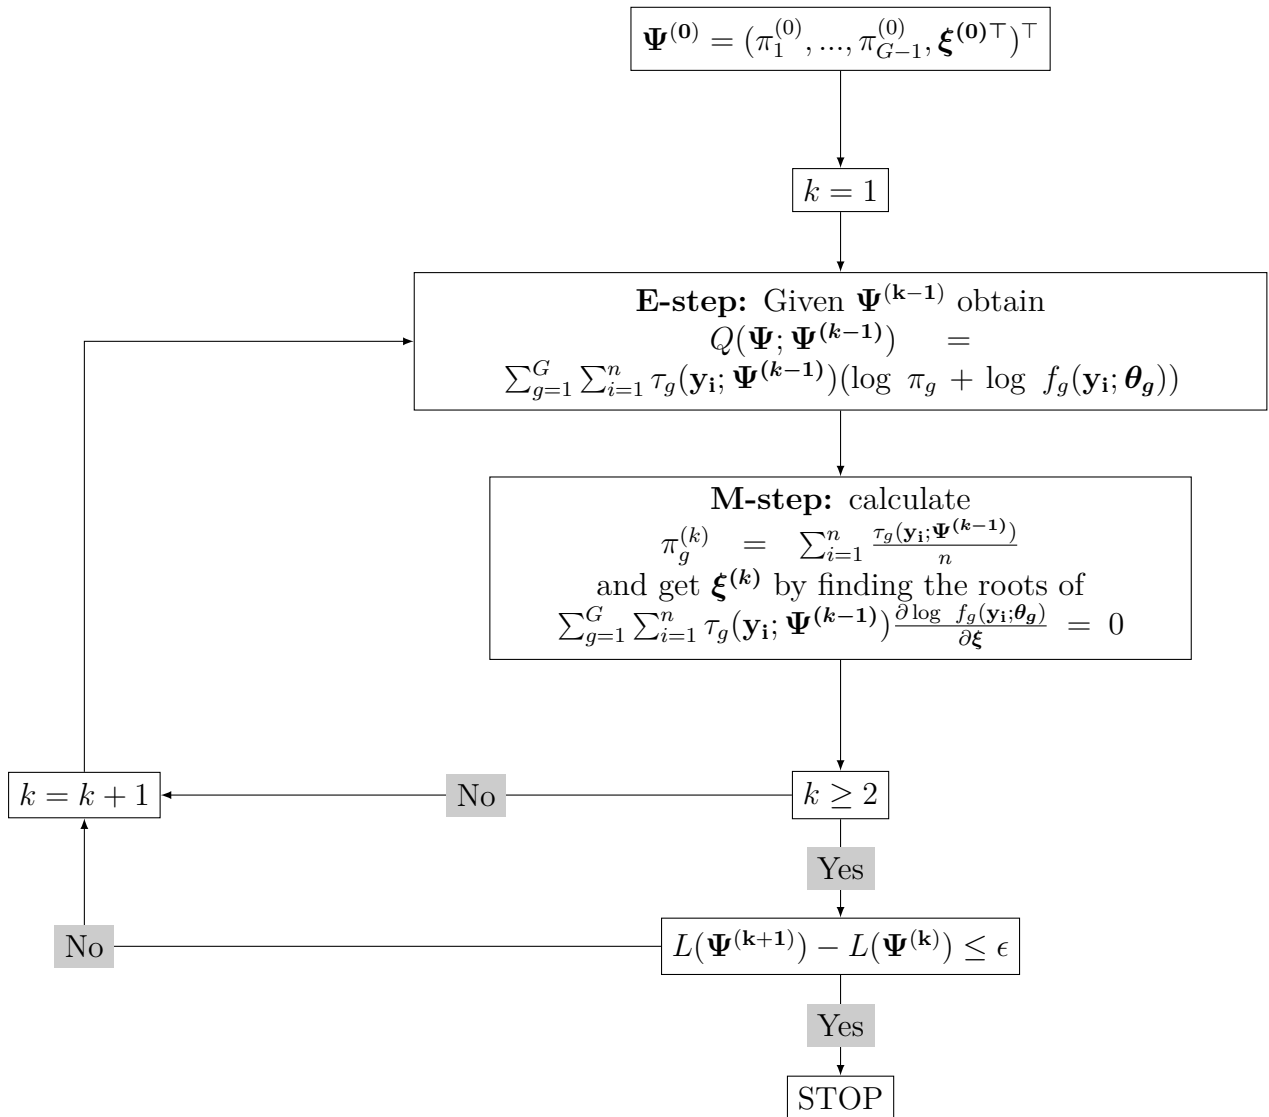 Ψ^(0) = (π_1^(0), ..., π_{G−1}^(0), ξ^(0)⊤)^⊤
k = 1
E-step: Given Ψ^(k−1) obtain
Q(Ψ; Ψ^(k−1)) =
∑_{g=1}^{G} ∑_{i=1}^{n} τ_g(y_i; Ψ^(k−1))(log π_g + log f_g(y_i; θ_g))
M-step: calculate
π_g^(k) = ∑_{i=1}^{n} τ_g(y_i; Ψ^(k−1)) / n
and get ξ^(k) by finding the roots of
∑_{g=1}^{G} ∑_{i=1}^{n} τ_g(y_i; Ψ^(k−1)) ∂ log f_g(y_i; θ_g) / ∂ξ = 0
k = k + 1
No
k ≥ 2
Yes
No
L(Ψ^(k+1)) − L(Ψ^(k)) ≤ ϵ
Yes
STOP